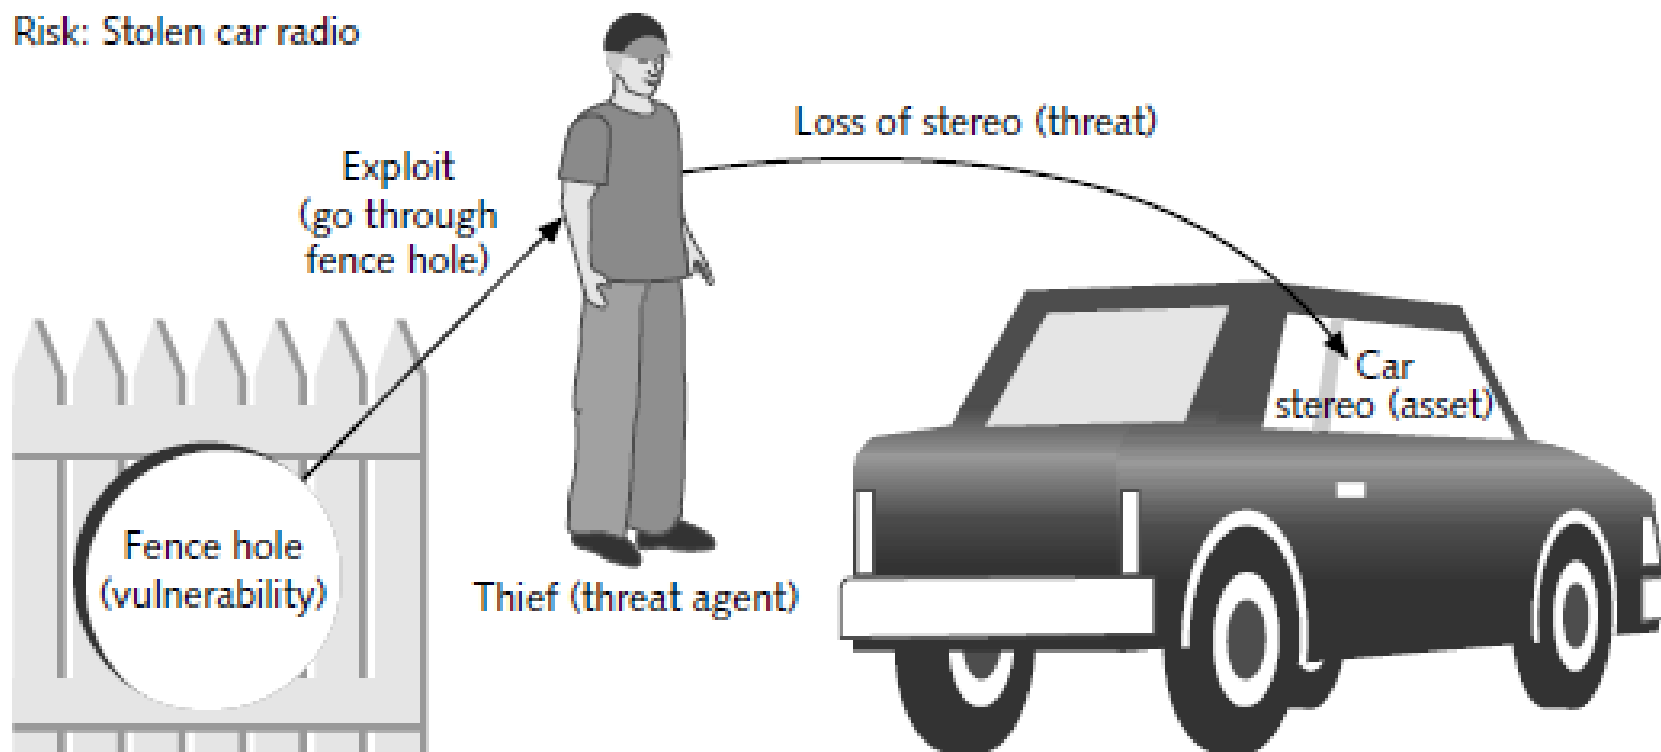 Risk: Stolen car radio
Loss of stereo (threat)
Exploit
(go through
fence hole)
Car
stereo (asset)
Fence hole
(vulnerability)
Thief (threat agent)